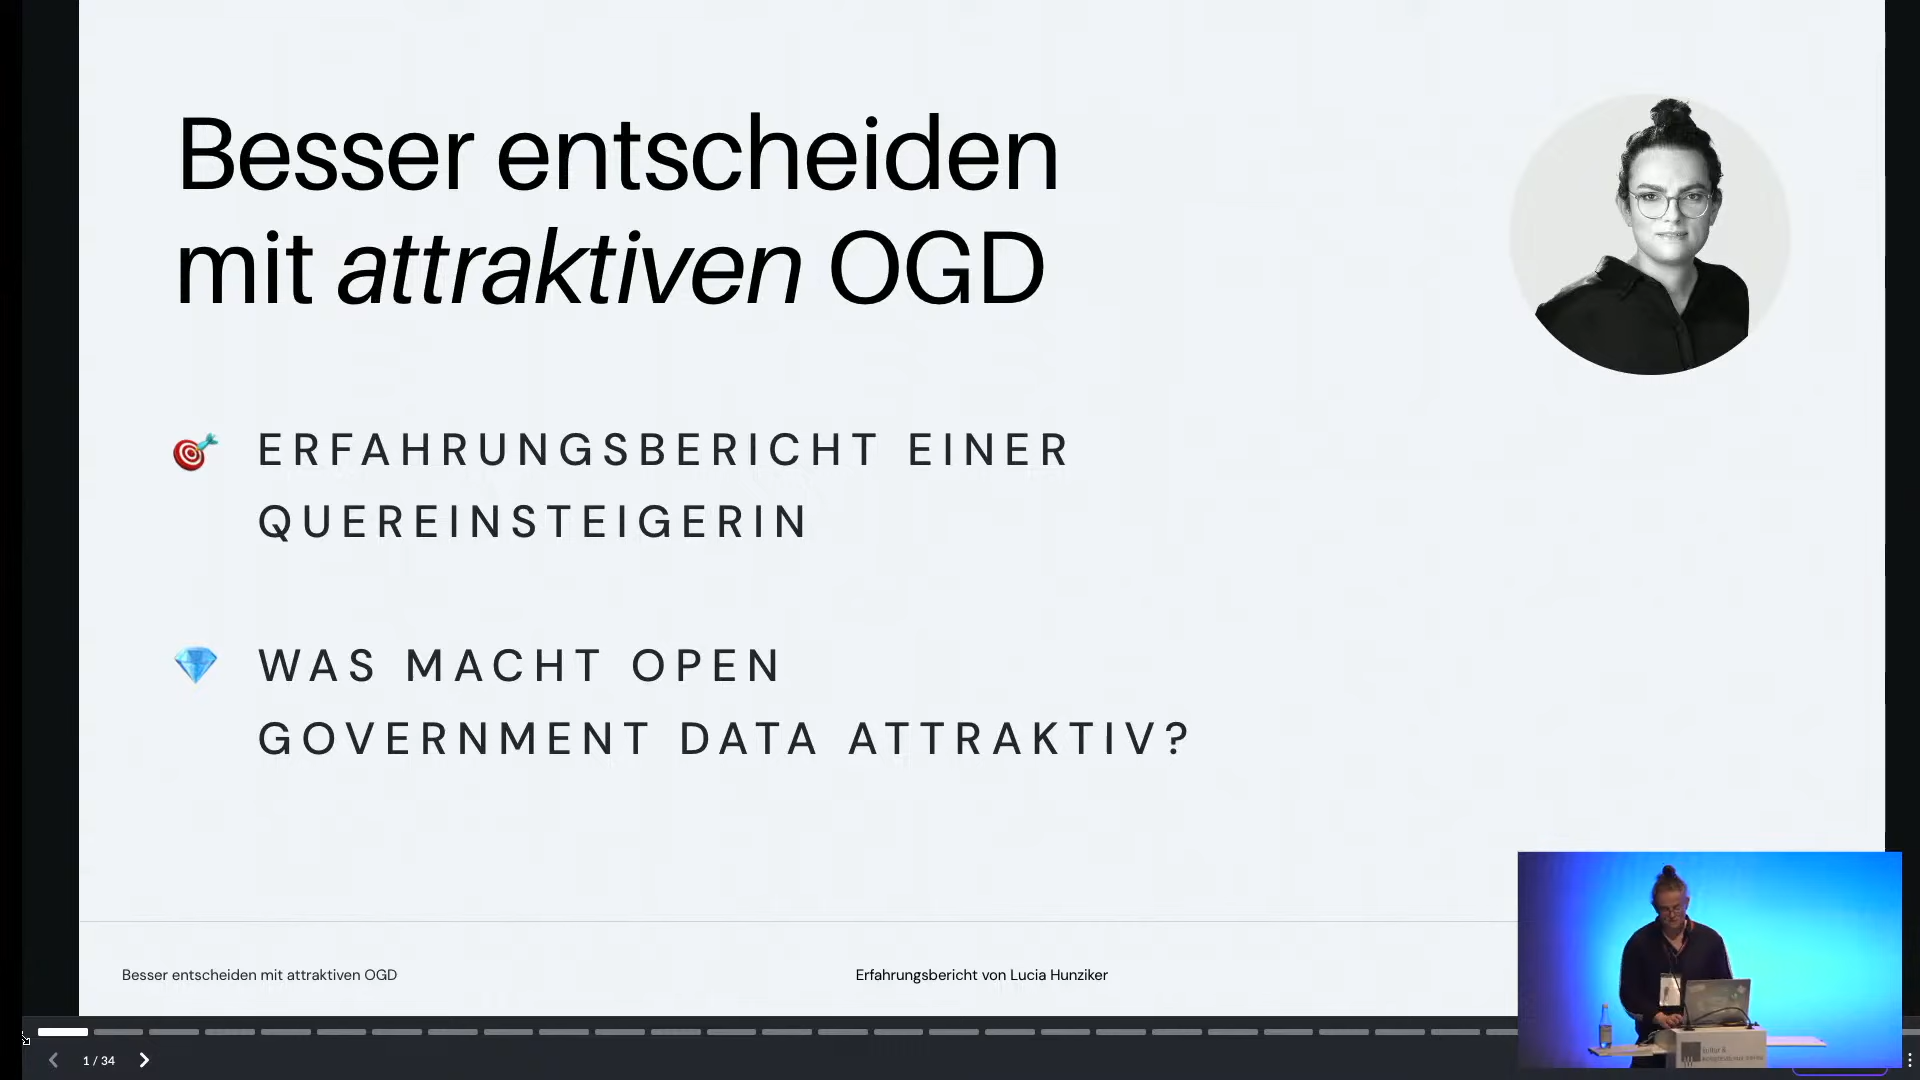 Besser entscheiden
mit attraktiven OGD
ERFAHRUNGSBERICHT EINER
QUEREINSTEIGERIN
WAS MACHT OPEN
GOVERNMENT DATA ATTRAKTIV?
Besser entscheiden mit attraktiven OGD
Erfahrungsbericht von Lucia Hunziker
1 / 34